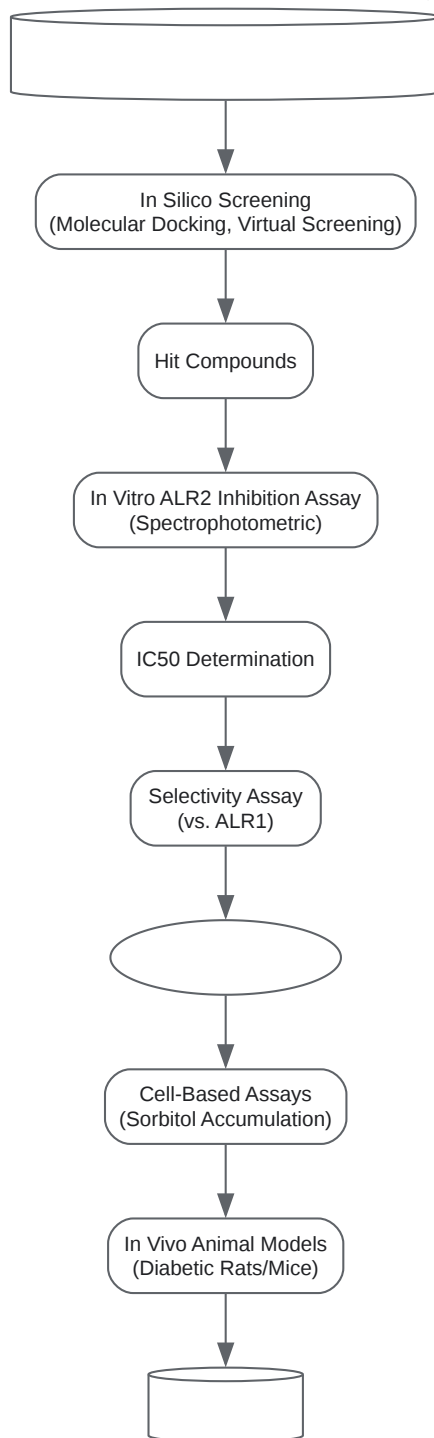 In Silico Screening
(Molecular Docking, Virtual Screening)
Hit Compounds
In Vitro ALR2 Inhibition Assay
(Spectrophotometric)
IC50 Determination
Selectivity Assay
(vs. ALR1)
Cell-Based Assays
(Sorbitol Accumulation)
In Vivo Animal Models
(Diabetic Rats/Mice)